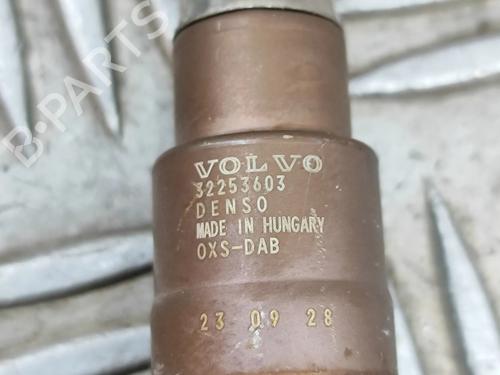 B-PARTS
VOLVO
32253603
DENSO
MADE IN HUNGARY
OXS-DAB
23 09 28